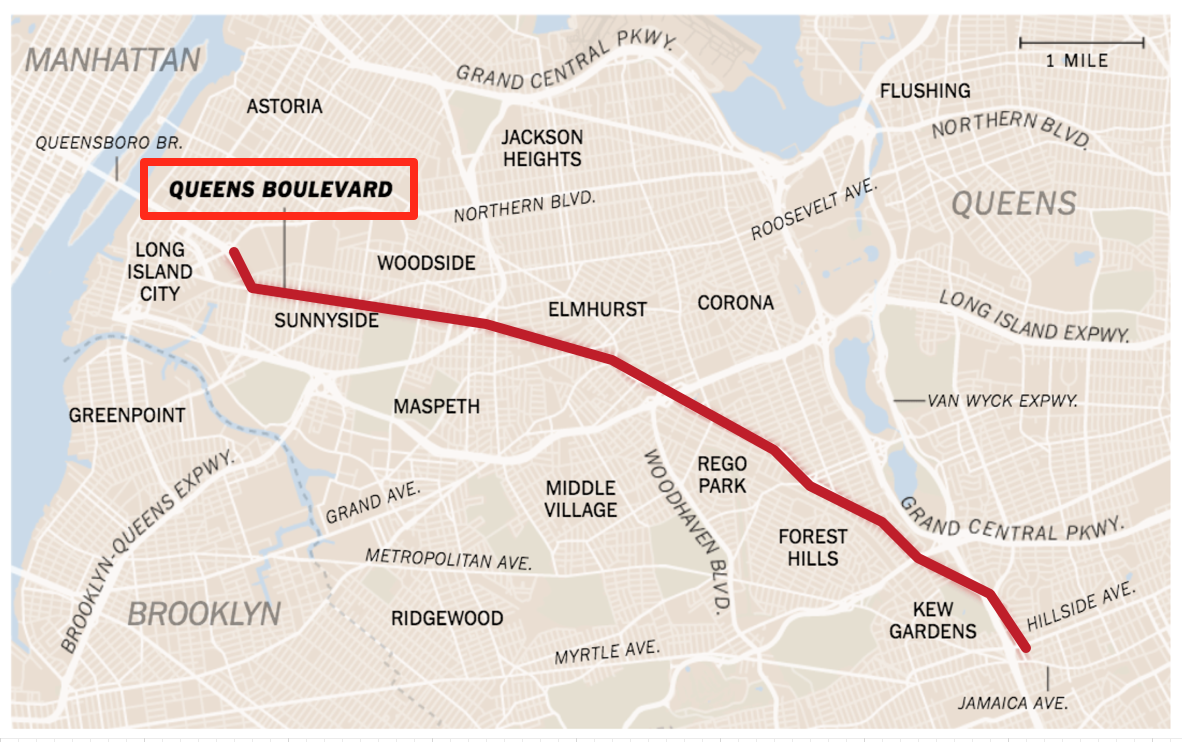 MANHATTAN
1 MILE
GRAND CENTRAL PKWY.
FLUSHING
ASTORIA
NORTHERN BLVD.
JACKSON
HEIGHTS
QUEENSBORO BR.
QUEENS BOULEVARD
QUEENS
NORTHERN BLVD.
ROOSEVELT AVE.
LONG
ISLAND
CITY
WOODSIDE
ELMHURST
CORONA
LONG ISLAND EXPWY.
SUNNYSIDE
VAN WYCK EXPWY.
GREENPOINT
MASPETH
REGO
PARK
WOODHAVEN BLVD.
BROOKLYN-QUEENS EXPWY.
GRAND AVE.
MIDDLE
VILLAGE
GRAND CENTRAL PKWY.
FOREST
HILLS
METROPOLITAN AVE.
BROOKLYN
RIDGEWOOD
KEW
GARDENS
HILLSIDE AVE.
MYRTLE AVE.
JAMAICA AVE.